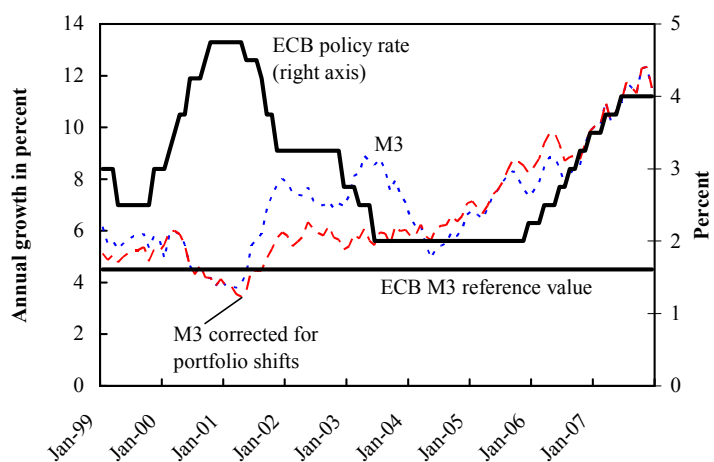 14
12
10
8
6
4
2
0
5
4
3
2
1
0
Annual growth in percent
Percent
ECB policy rate
(right axis)
M3
ECB M3 reference value
M3 corrected for
portfolio shifts
Jan-99
Jan-00
Jan-01
Jan-02
Jan-03
Jan-04
Jan-05
Jan-06
Jan-07